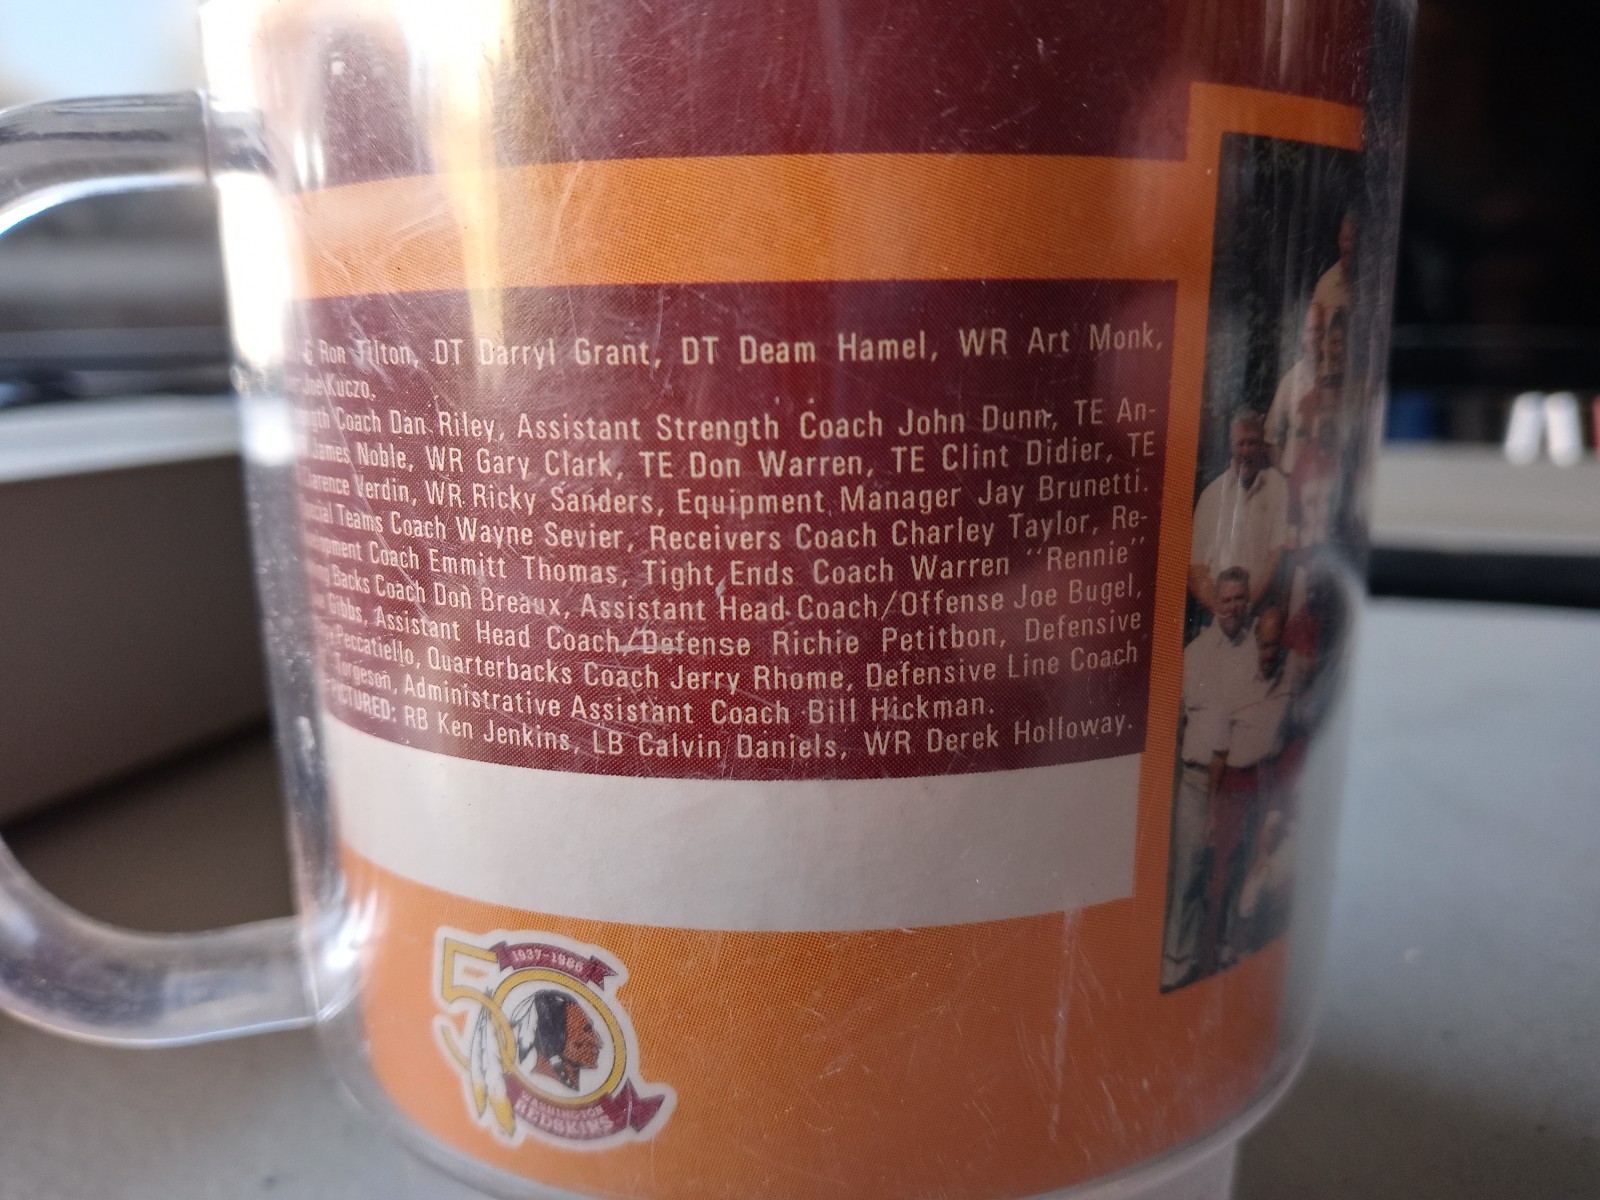 Ron Tilton, DT Darryl Grant, DT Deam Hamel, WR Art Monk,
Joe Kuczo.
Coach Dan Riley, Assistant Strength Coach John Dunn, TE An-
James Noble, WR Gary Clark, TE Don Warren, TE Clint Didier, TE
Verdin, WR Ricky Sanders, Equipment Manager Jay Brunetti.
Teams Coach Wayne Sevier, Receivers Coach Charley Taylor, Re-
Coach Emmitt Thomas, Tight Ends Coach Warren "Rennie"
Backs Coach Don Breaux, Assistant Head Coach/Offense Joe Bugel,
Gibbs, Assistant Head Coach/Defense Richie Petitbon, Defensive
Peccatiello, Quarterbacks Coach Jerry Rhome, Defensive Line Coach
Torgeson, Administrative Assistant Coach Bill Hickman.
PICTURED: RB Ken Jenkins, LB Calvin Daniels, WR Derek Holloway.
1937-1986
50
WASHINGTON
REDSKINS